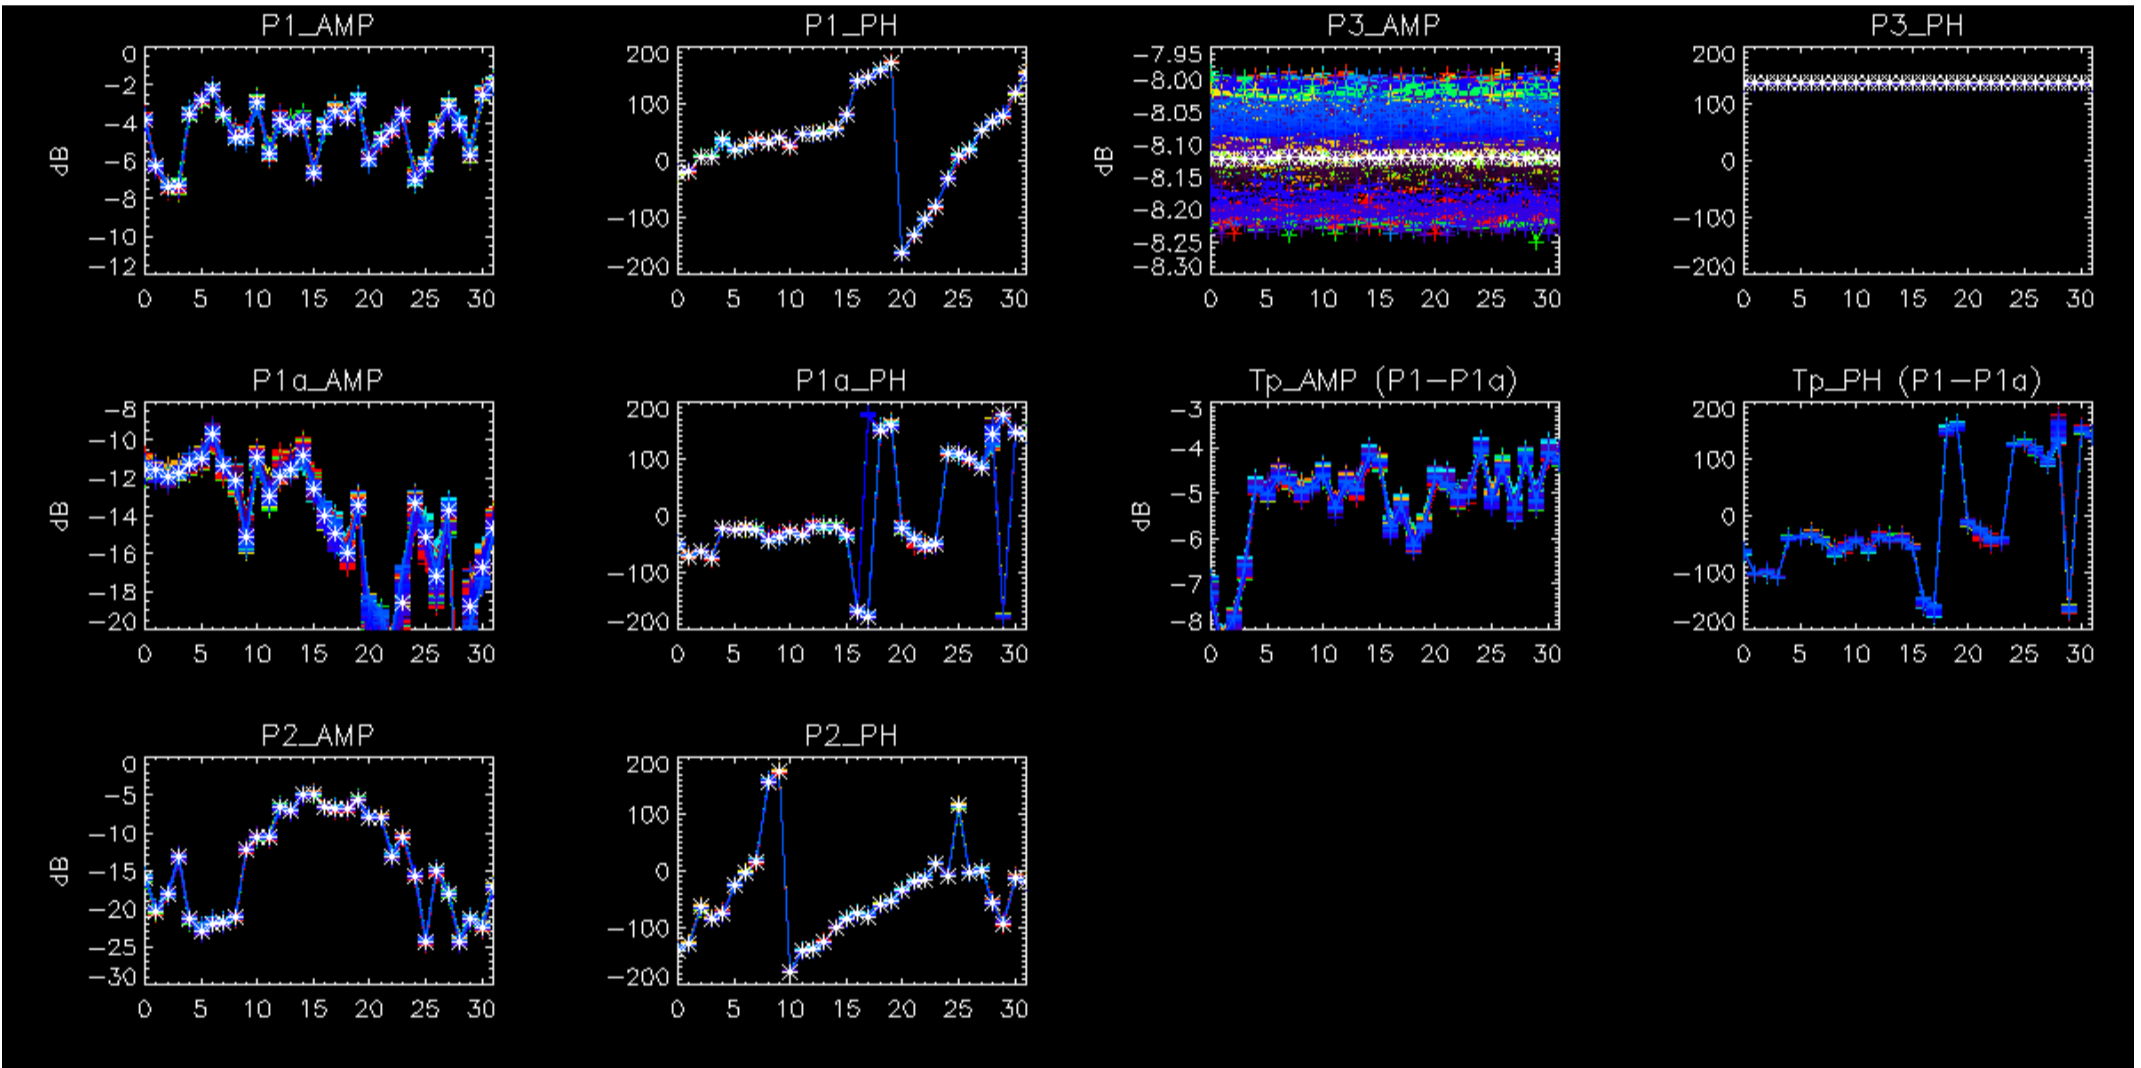 P1_AMP P1_PH P3_AMP P3_PH
0 200 -7.95 200
-2 -8.00
-4 100 -8.05 100
dB -6 0 dB -8.10 0
-8 -8.15
-10 -100 -8.20 -100
-12 -200 -8.25 -200
-8.30
0 5 10 15 20 25 30 0 5 10 15 20 25 30 0 5 10 15 20 25 30 0 5 10 15 20 25 30
P1a_AMP P1a_PH Tp_AMP (P1-P1a) Tp_PH (P1-P1a)
-8 200 -3 200
-10 100 -4 100
-12
dB -14 0 dB -5 0
-16 -6
-18 -100 -7 -100
-20 -200 -8 -200
0 5 10 15 20 25 30 0 5 10 15 20 25 30 0 5 10 15 20 25 30 0 5 10 15 20 25 30
P2_AMP P2_PH
0 200
-5 100
-10
dB -15 0
-20 -100
-25
-30 -200
0 5 10 15 20 25 30 0 5 10 15 20 25 30